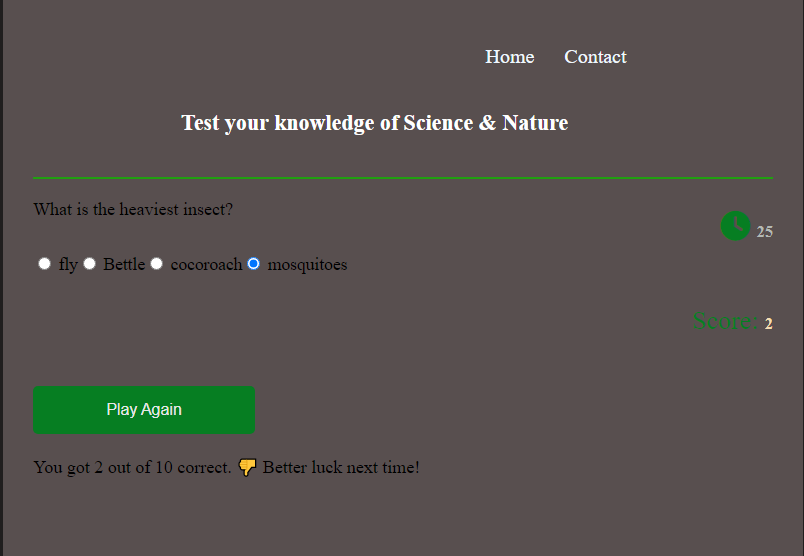 Home Contact
Test your knowledge of Science & Nature
What is the heaviest insect?
25
fly Bettle cocoroach mosquitoes
Score: 2
Play Again
You got 2 out of 10 correct. 👎 Better luck next time!